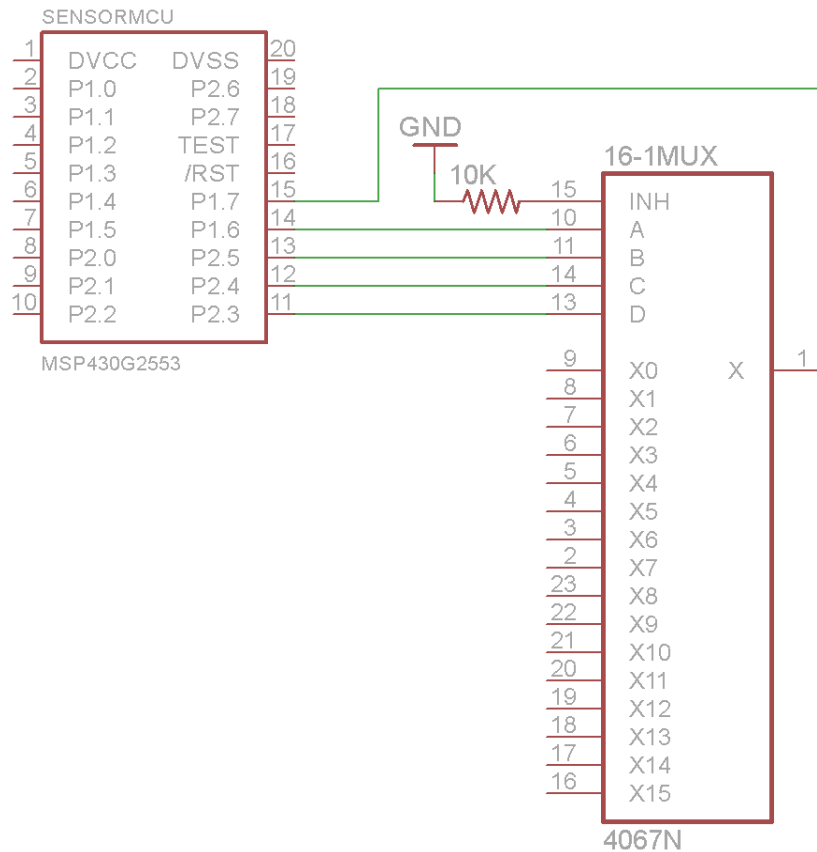 SENSORMCU
1 DVCC DVSS 20
2 P1.0 P2.6 19
3 P1.1 P2.7 18
4 P1.2 TEST 17
5 P1.3 /RST 16
6 P1.4 P1.7 15
7 P1.5 P1.6 14
8 P2.0 P2.5 13
9 P2.1 P2.4 12
10 P2.2 P2.3 11
MSP430G2553
GND
10K
16-1MUX
15 INH
10 A
11 B
14 C
13 D
9 X0 X 1
8 X1
7 X2
6 X3
5 X4
4 X5
3 X6
2 X7
23 X8
22 X9
21 X10
20 X11
19 X12
18 X13
17 X14
16 X15
4067N